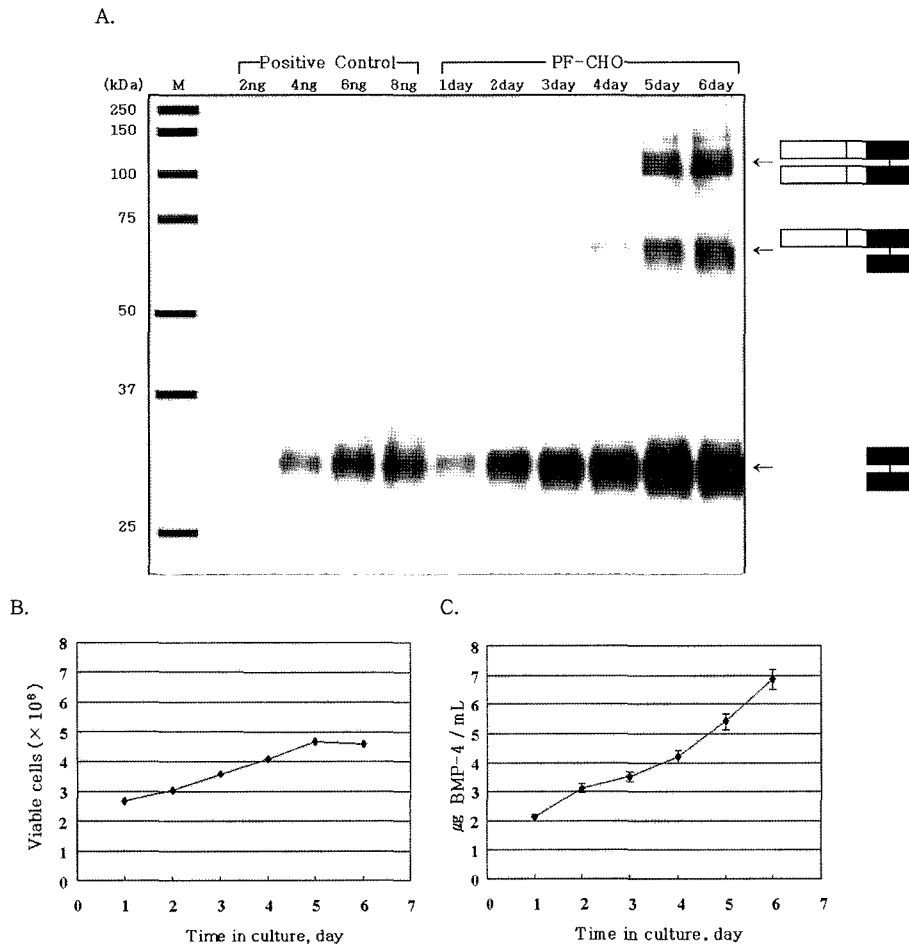 A.
Positive Control PF-CHO
(kDa) M 2ng 4ng 6ng 8ng 1day 2day 3day 4day 5day 6day
250
150
100
75
50
37
25
B.
8
7
6
5
4
3
2
1
0
Viable cells (× 10⁶)
0 1 2 3 4 5 6 7
Time in culture, day
C.
8
7
6
5
4
3
2
1
0
μg BMP-4 / mL
0 1 2 3 4 5 6 7
Time in culture, day